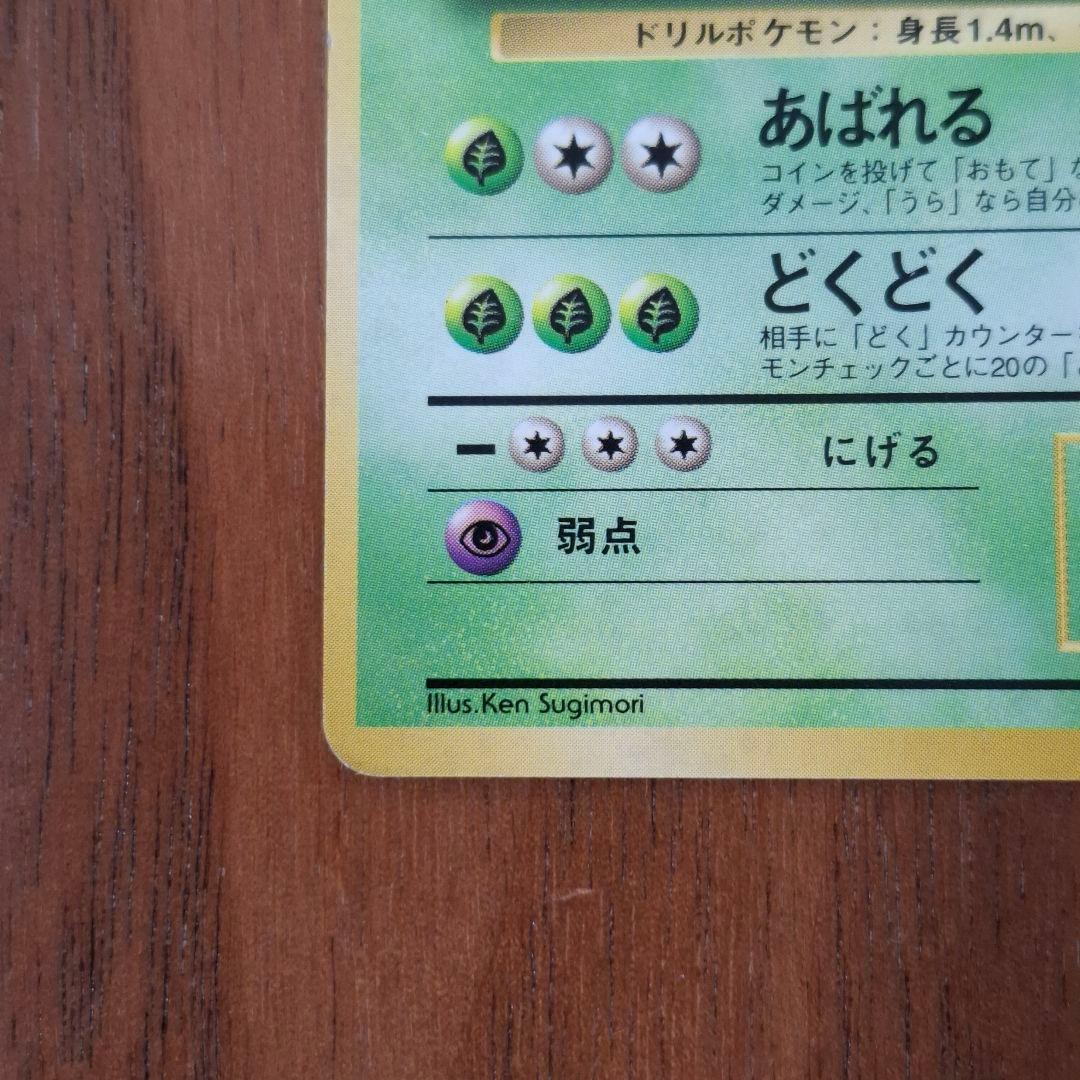 ドリルポケモン：身長1.4m、
あばれる
コインを投げて「おもて」な
ダメージ、「うら」なら自分
どくどく
相手に「どく」カウンター
モンチェックごとに20の「
ー にげる
弱点
Illus.Ken Sugimori